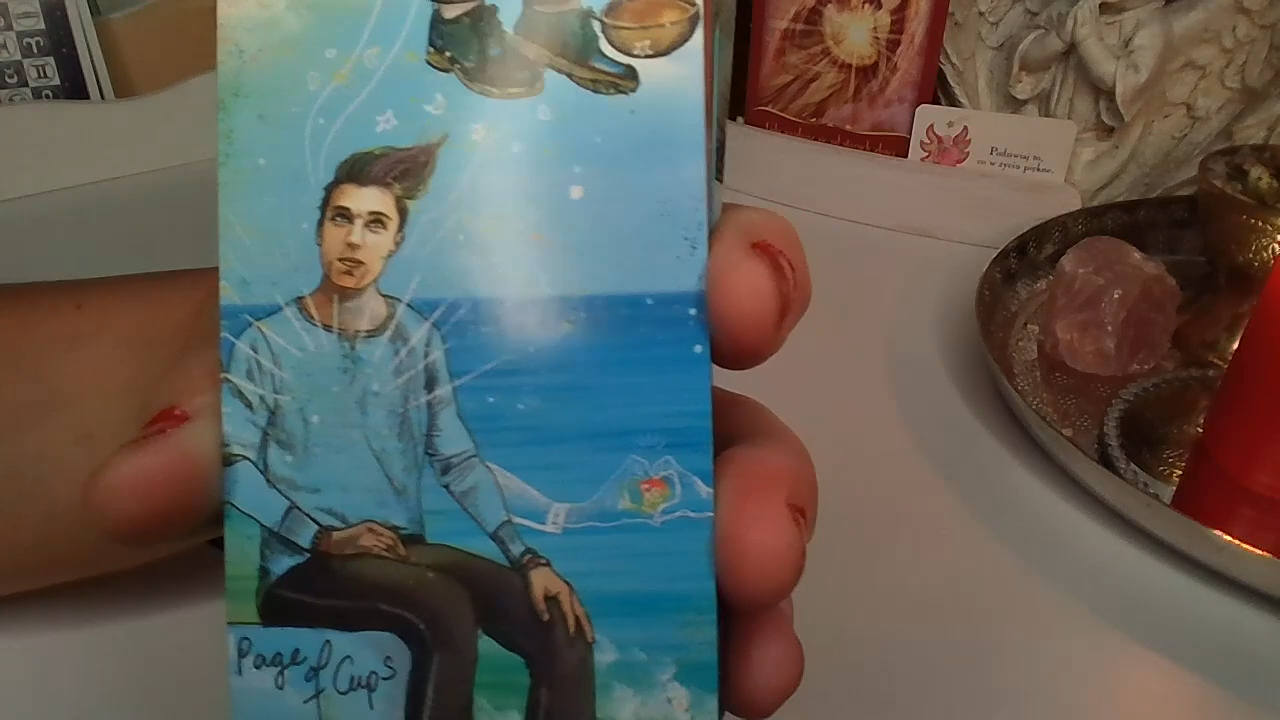 Podziwiaj to,
co w życiu piękne.
Page
of
Cups